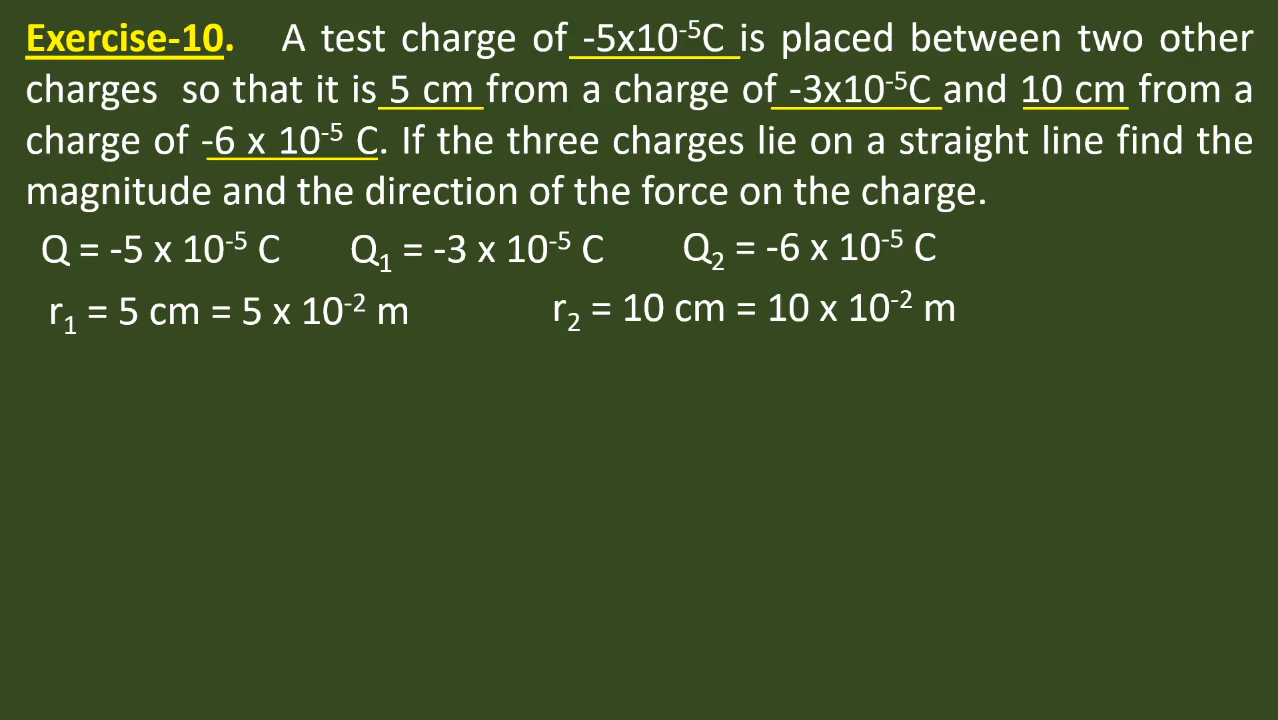 Exercise-10. A test charge of -5x10⁻⁵C is placed between two other
charges so that it is 5 cm from a charge of -3x10⁻⁵C and 10 cm from a
charge of -6 x 10⁻⁵ C. If the three charges lie on a straight line find the
magnitude and the direction of the force on the charge.
Q = -5 x 10⁻⁵ C Q₁ = -3 x 10⁻⁵ C Q₂ = -6 x 10⁻⁵ C
r₁ = 5 cm = 5 x 10⁻² m r₂ = 10 cm = 10 x 10⁻² m